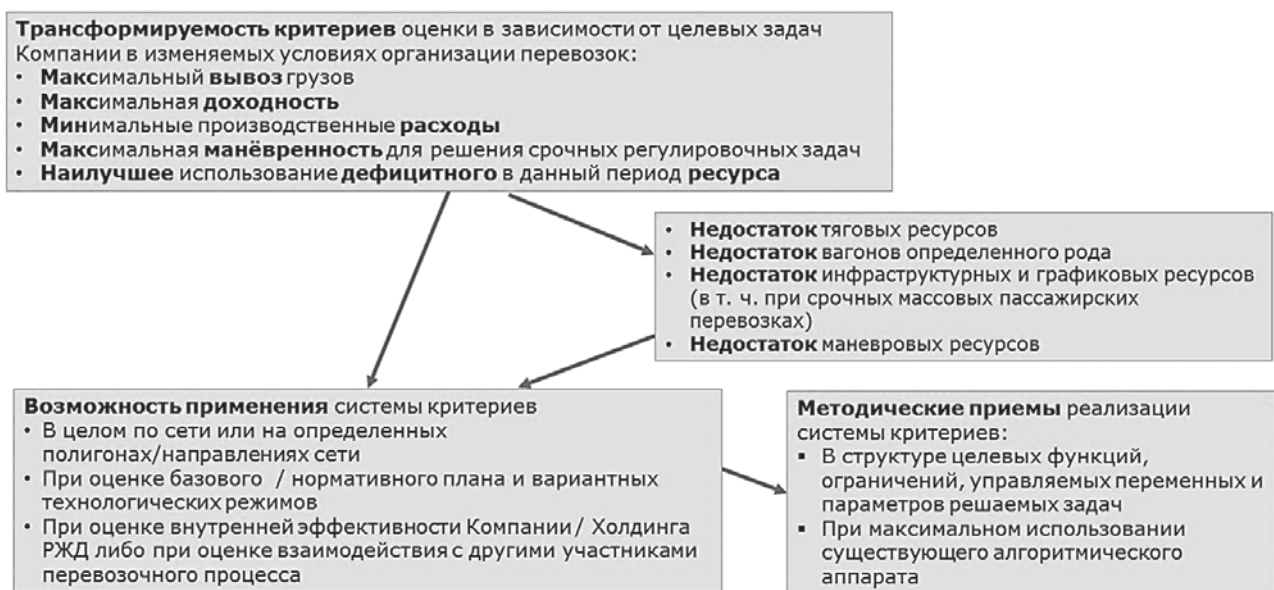 Трансформируемость критериев оценки в зависимости от целевых задач
Компании в изменяемых условиях организации перевозок:
• Максимальный вывоз грузов
• Максимальная доходность
• Минимальные производственные расходы
• Максимальная манёвренность для решения срочных регулировочных задач
• Наилучшее использование дефицитного в данный период ресурса
• Недостаток тяговых ресурсов
• Недостаток вагонов определенного рода
• Недостаток инфраструктурных и графиковых ресурсов
(в т. ч. при срочных массовых пассажирских
перевозках)
• Недостаток маневровых ресурсов
Возможность применения системы критериев
• В целом по сети или на определенных
полигонах/направлениях сети
• При оценке базового / нормативного плана и вариантных
технологических режимов
• При оценке внутренней эффективности Компании / Холдинга
РЖД либо при оценке взаимодействия с другими участниками
перевозочного процесса
Методические приемы реализации
системы критериев:
▪ В структуре целевых функций,
ограничений, управляемых переменных и
параметров решаемых задач
▪ При максимальном использовании
существующего алгоритмического
аппарата